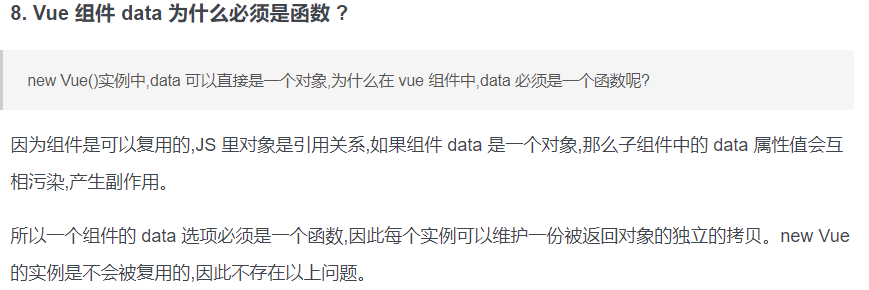 8. Vue 组件 data 为什么必须是函数 ?
new Vue()实例中,data 可以直接是一个对象,为什么在 vue 组件中,data 必须是一个函数呢?
因为组件是可以复用的,JS 里对象是引用关系,如果组件 data 是一个对象,那么子组件中的 data 属性值会互
相污染,产生副作用。
所以一个组件的 data 选项必须是一个函数,因此每个实例可以维护一份被返回对象的独立的拷贝。new Vue
的实例是不会被复用的,因此不存在以上问题。